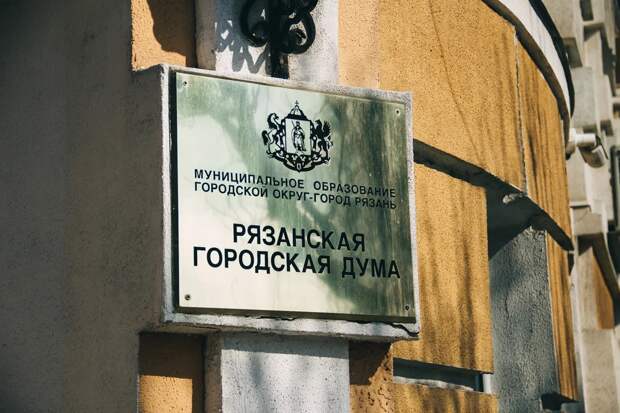 МУНИЦИПАЛЬНОЕ ОБРАЗОВАНИЕ
ГОРОДСКОЙ ОКРУГ-ГОРОД РЯЗАНЬ
РЯЗАНСКАЯ
ГОРОДСКАЯ ДУМА